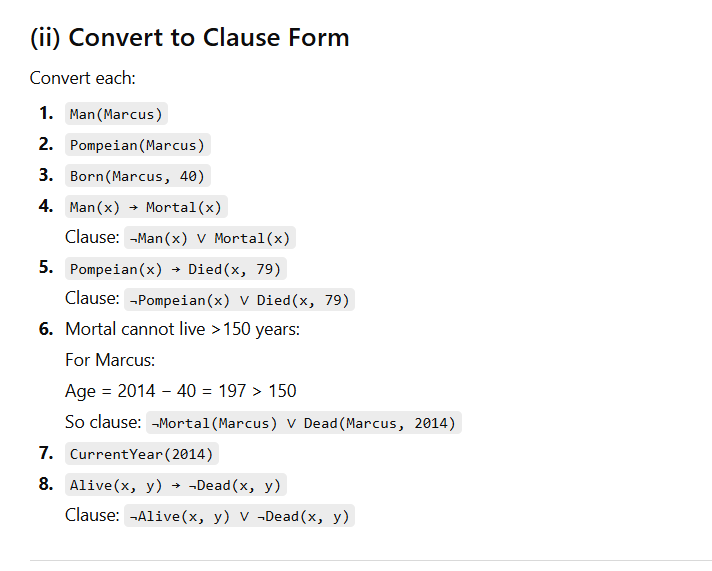 (ii) Convert to Clause Form
Convert each:
1. Man(Marcus)
2. Pompeian(Marcus)
3. Born(Marcus, 40)
4. Man(x) → Mortal(x)
Clause: ¬Man(x) ∨ Mortal(x)
5. Pompeian(x) → Died(x, 79)
Clause: ¬Pompeian(x) ∨ Died(x, 79)
6. Mortal cannot live >150 years:
For Marcus:
Age = 2014 − 40 = 197 > 150
So clause: ¬Mortal(Marcus) ∨ Dead(Marcus, 2014)
7. CurrentYear(2014)
8. Alive(x, y) → ¬Dead(x, y)
Clause: ¬Alive(x, y) ∨ ¬Dead(x, y)